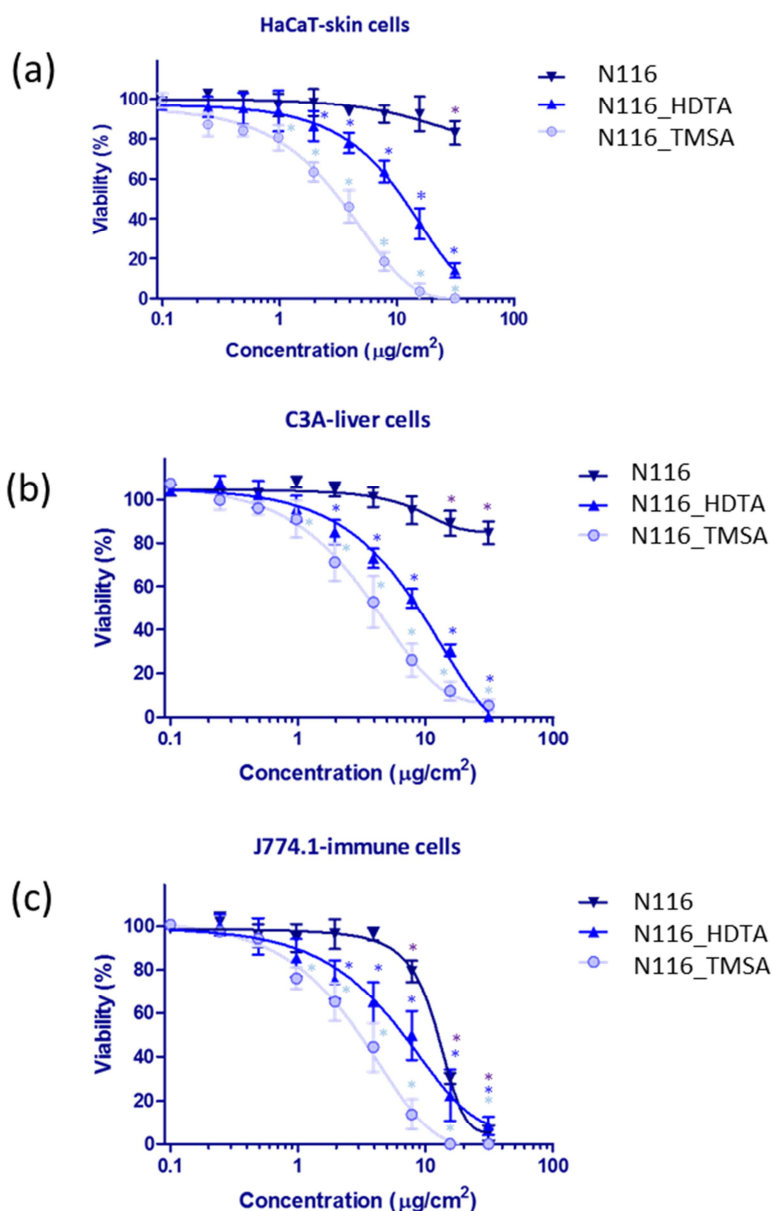 HaCaT-skin cells
(a)
N116
N116_HDTA
N116_TMSA
Viability (%)
100
80
60
40
20
0
0.1
1
10
100
Concentration (μg/cm²)
C3A-liver cells
(b)
N116
N116_HDTA
N116_TMSA
Viability (%)
100
80
60
40
20
0
0.1
1
10
100
Concentration (μg/cm²)
J774.1-immune cells
(c)
N116
N116_HDTA
N116_TMSA
Viability (%)
100
80
60
40
20
0
0.1
1
10
100
Concentration (μg/cm²)